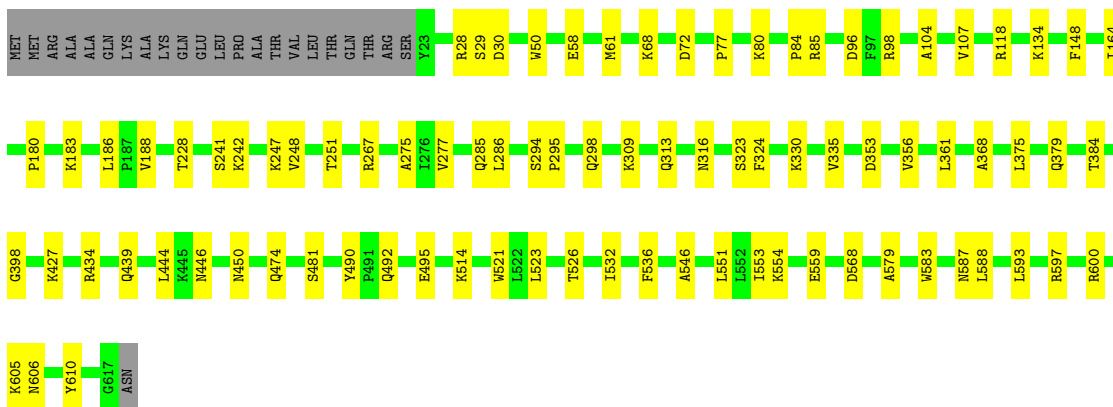 MET MET ARG ALA ALA GLN LYS ALA LYS GLN GLU LEU PRO ALA THR VAL LEU THR GLN THR THR ARG SER Y23 R28 S29 D30 W50 E58 M61 K68 D72 P77 K80 P84 R85 D96 F97 R98 A104 V107 R118 K134 F148 I164
P180 K183 L186 P187 V188 T228 S241 K242 K247 V248 T251 R267 A275 I276 V277 Q285 L286 S294 P295 Q298 K309 Q313 N316 S323 F324 K330 V335 D353 V356 L361 A368 L375 Q379 T384
G398 K427 R434 Q439 L444 K445 N446 N450 Q474 S481 Y490 P491 Q492 E495 K514 W521 L522 L523 T526 I532 F536 A546 L551 L552 I553 K554 E559 D568 A579 W583 N587 L588 L593 R597 R600
K605 N606 Y610 G617 ASN